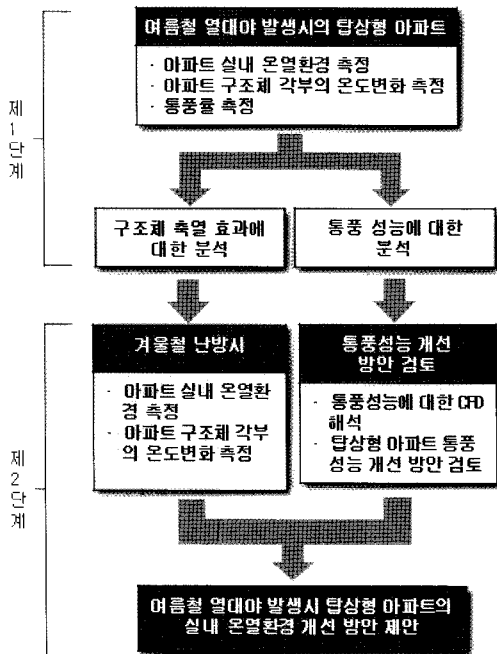 여름철 열대야 발생시의 탑상형 아파트
· 아파트 실내 온열환경 측정
· 아파트 구조체 각부의 온도변화 측정
· 통풍률 측정
제1단계
구조체 축열 효과에
대한 분석
통풍 성능에 대한
분석
제2단계
겨울철 난방시
· 아파트 실내 온열환
경 측정
· 아파트 구조체 각부
의 온도변화 측정
통풍성능 개선
방안 검토
· 통풍성능에 대한 CFD
해석
· 탑상형 아파트 통풍
성능 개선 방안 검토
여름철 열대야 발생시 탑상형 아파트의
실내 온열환경 개선 방안 제안